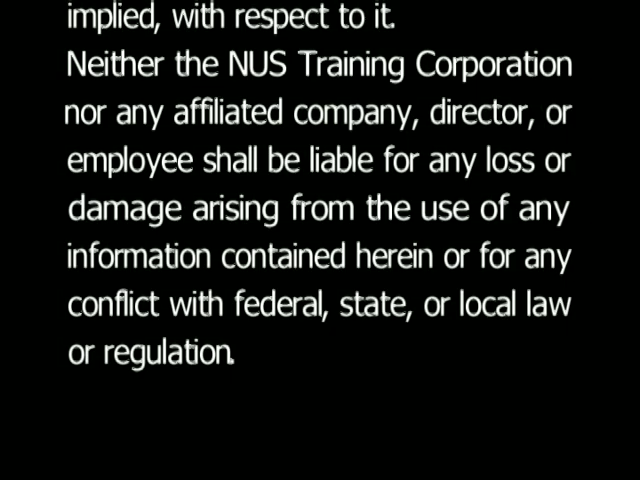 implied, with respect to it.
Neither the NUS Training Corporation
nor any affiliated company, director, or
employee shall be liable for any loss or
damage arising from the use of any
information contained herein or for any
conflict with federal, state, or local law
or regulation.